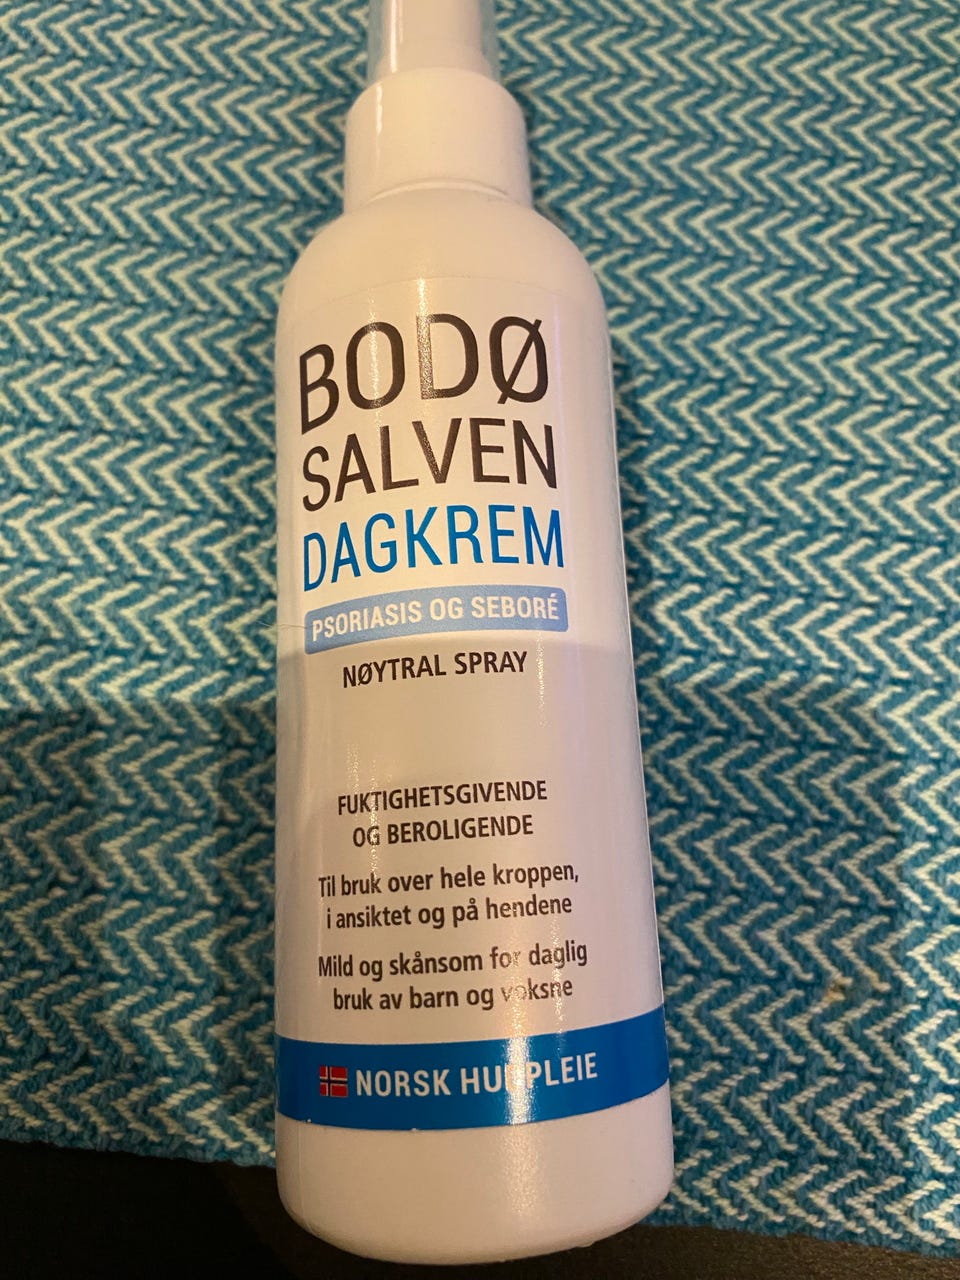 BODØ
SALVEN
DAGKREM
PSORIASIS OG SEBORÉ
NØYTRAL SPRAY
FUKTIGHETSGIVENDE
OG BEROLIGENDE
Til bruk over hele kroppen,
i ansiktet og på hendene
Mild og skånsom for daglig
bruk av barn og voksne
NORSK HUDPLEIE